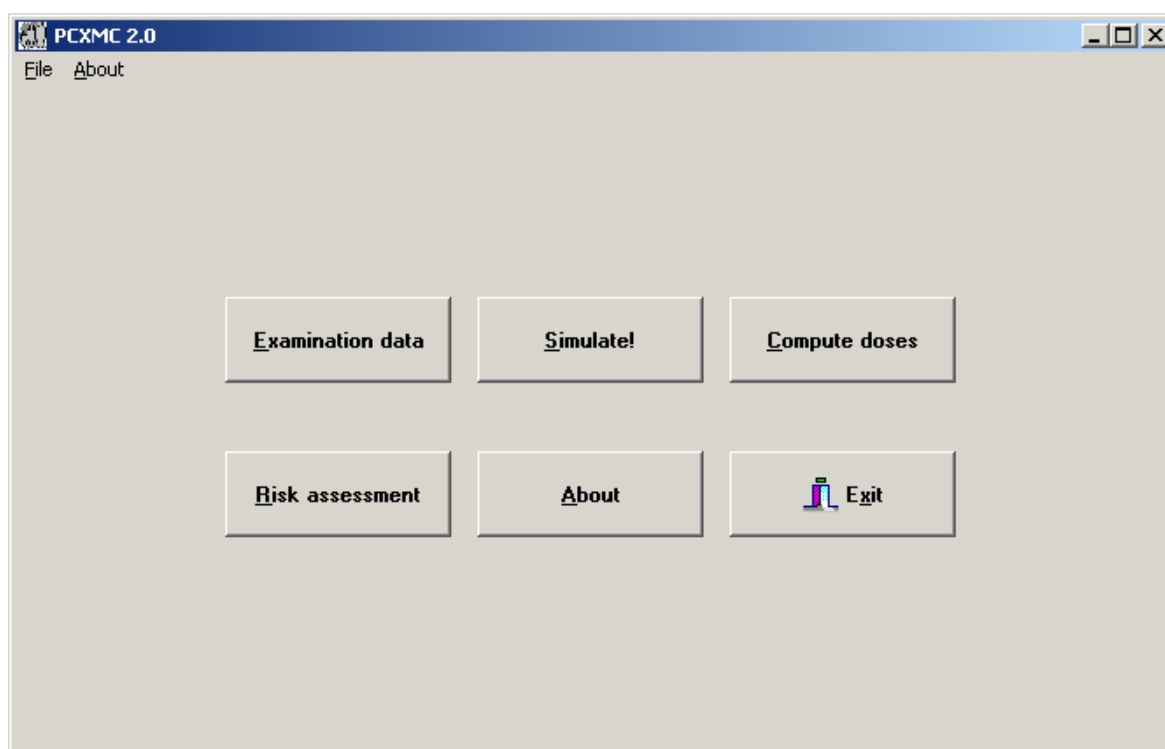 PCXMC 2.0
File About
Examination data Simulate! Compute doses
Risk assessment About Exit